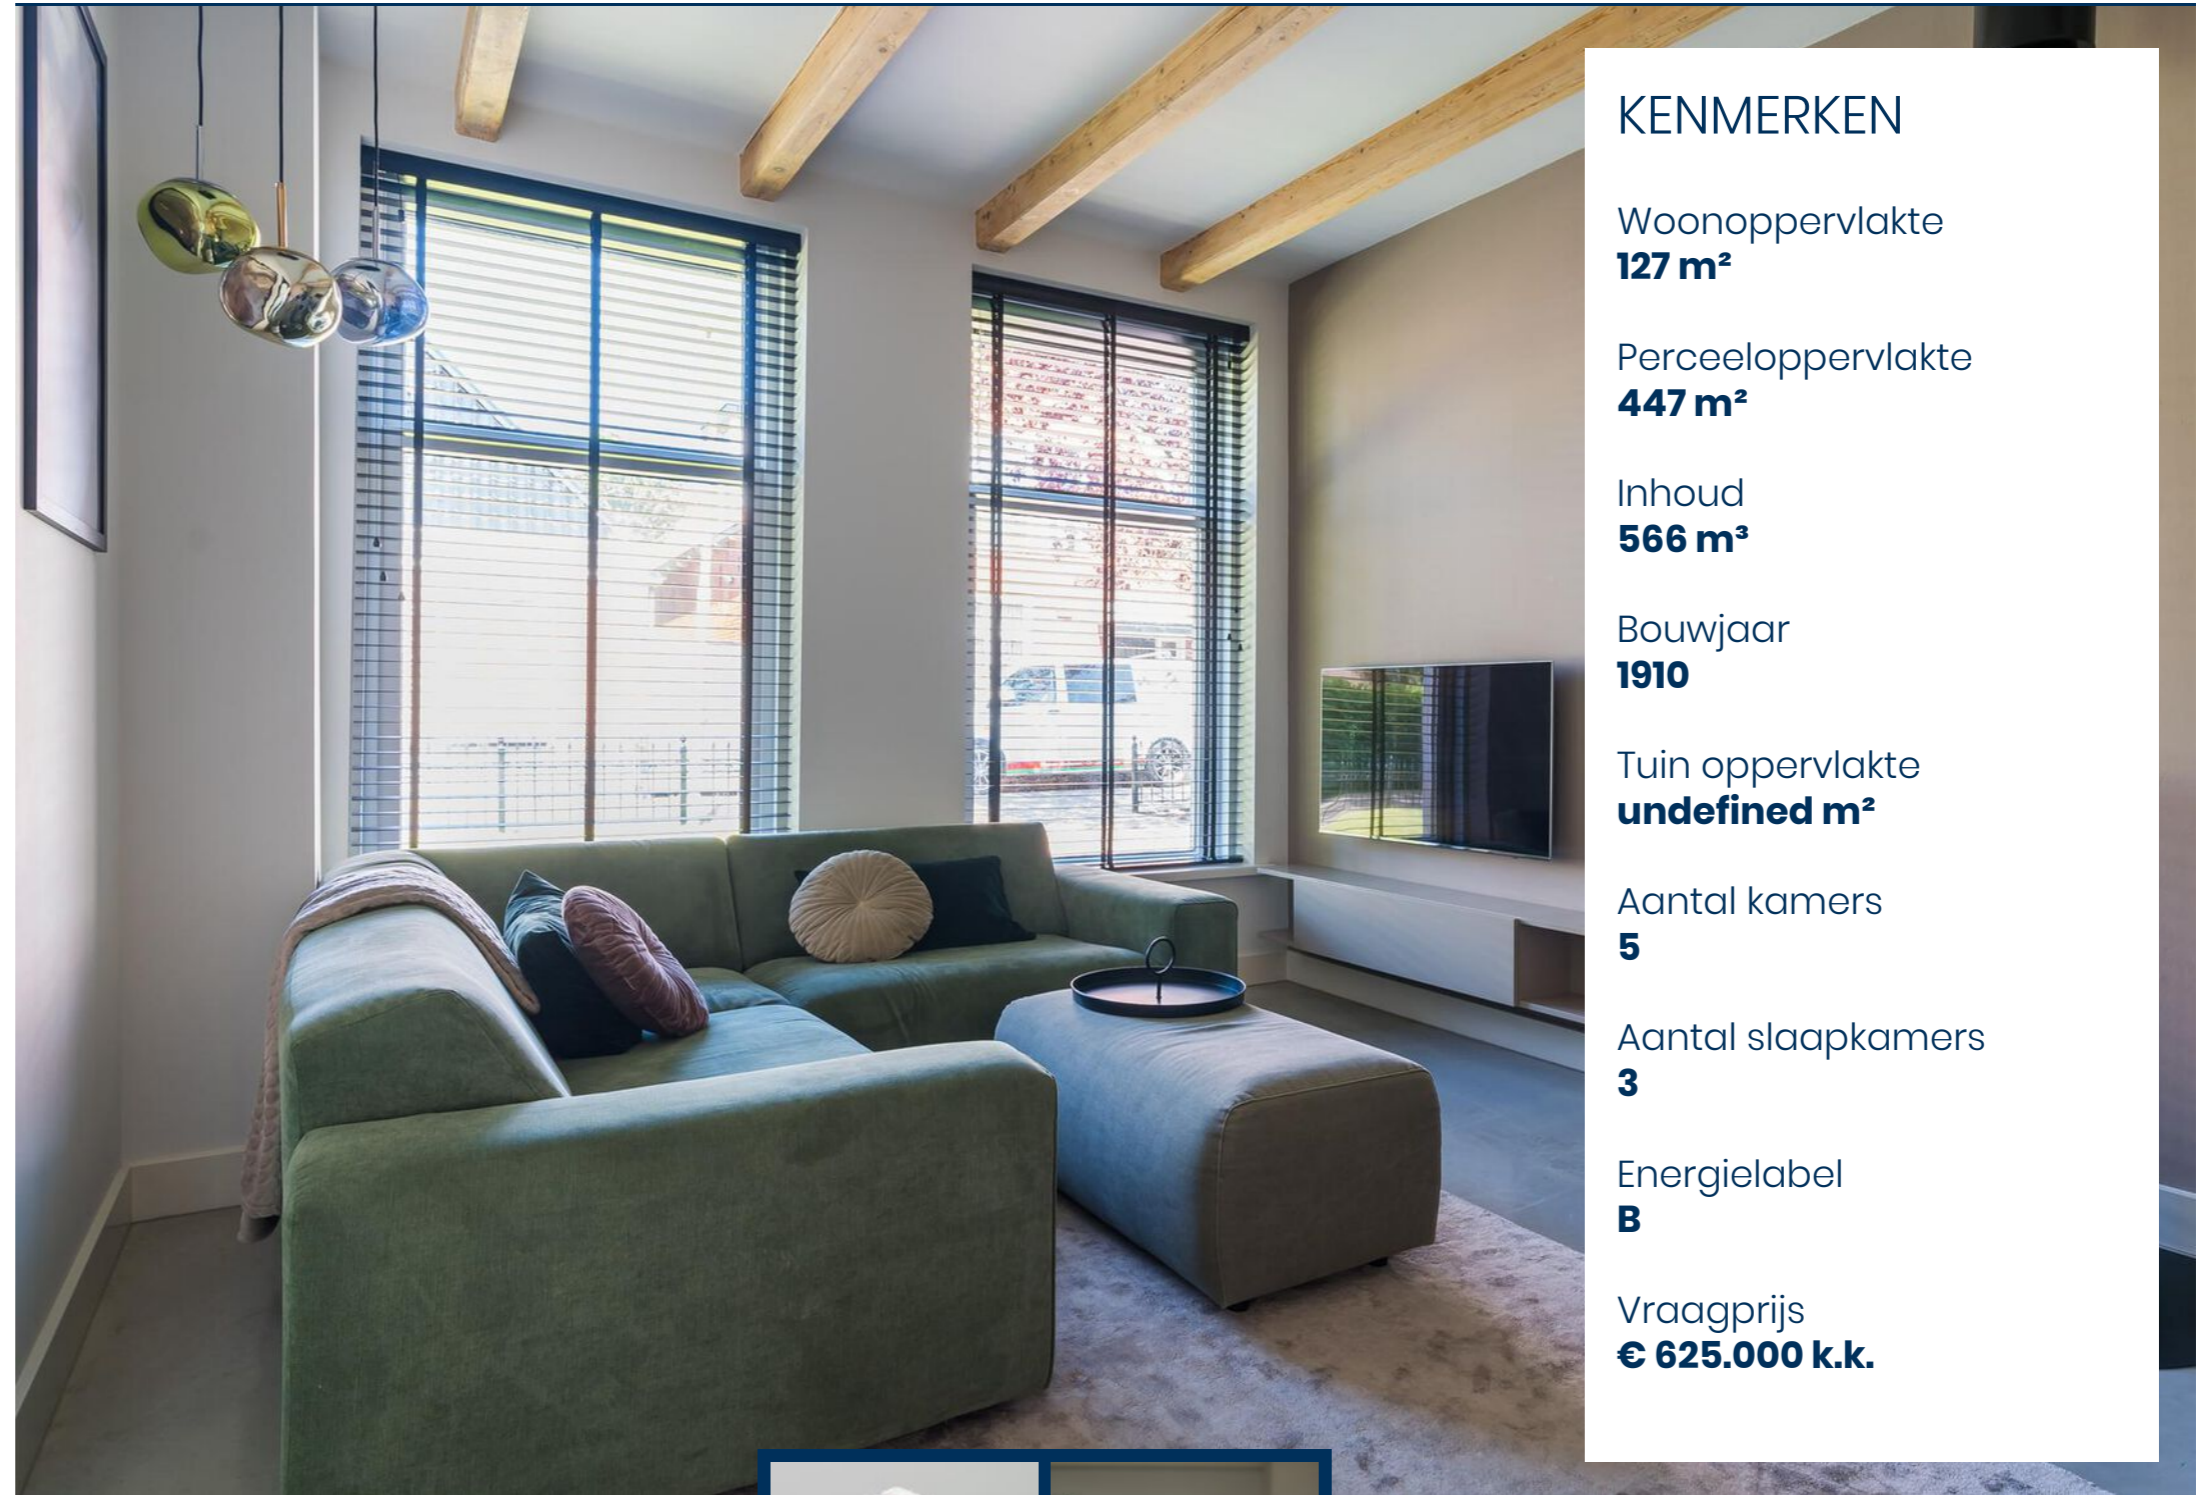 KENMERKEN
Woonoppervlakte
127 m²
Perceeloppervlakte
447 m²
Inhoud
566 m³
Bouwjaar
1910
Tuin oppervlakte
undefined m²
Aantal kamers
5
Aantal slaapkamers
3
Energielabel
B
Vraagprijs
€ 625.000 k.k.